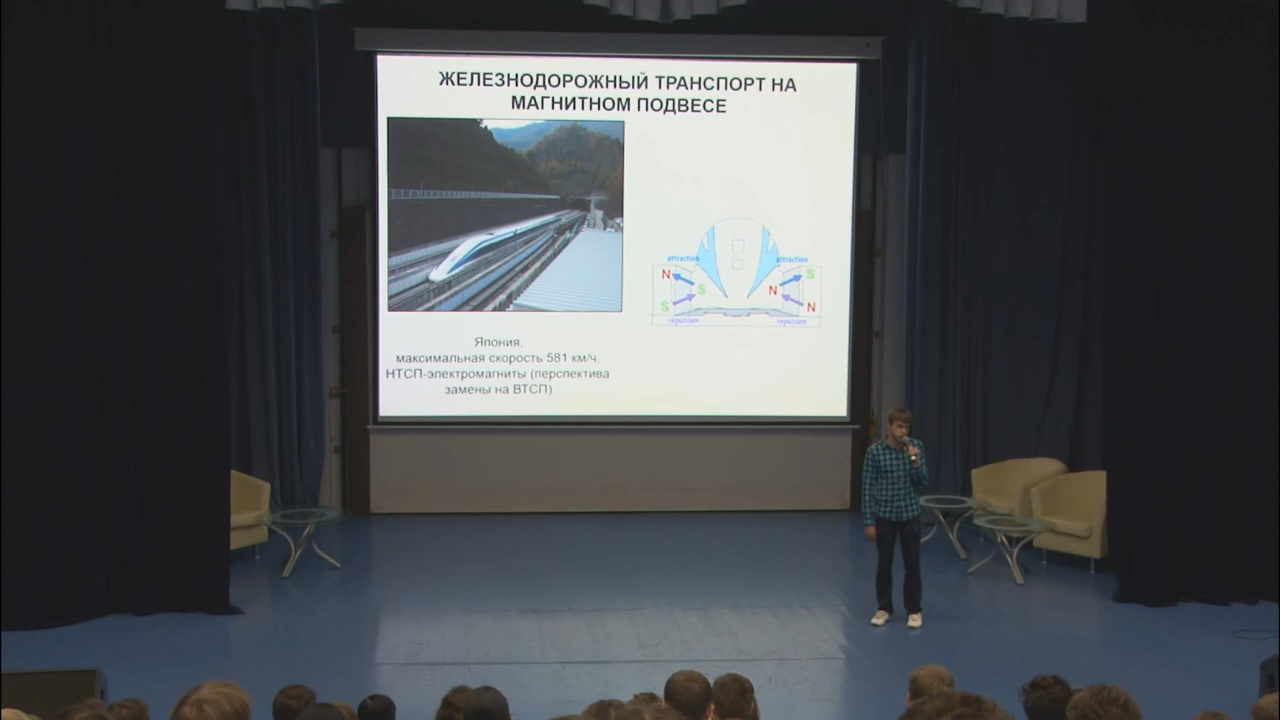 ЖЕЛЕЗНОДОРОЖНЫЙ ТРАНСПОРТ НА
МАГНИТНОМ ПОДВЕСЕ
attraction
attraction
N
S
S
N
S
N
repulsion
repulsion
Япония,
максимальная скорость 581 км/ч,
НТСП-электромагниты (перспектива
замены на ВТСП)